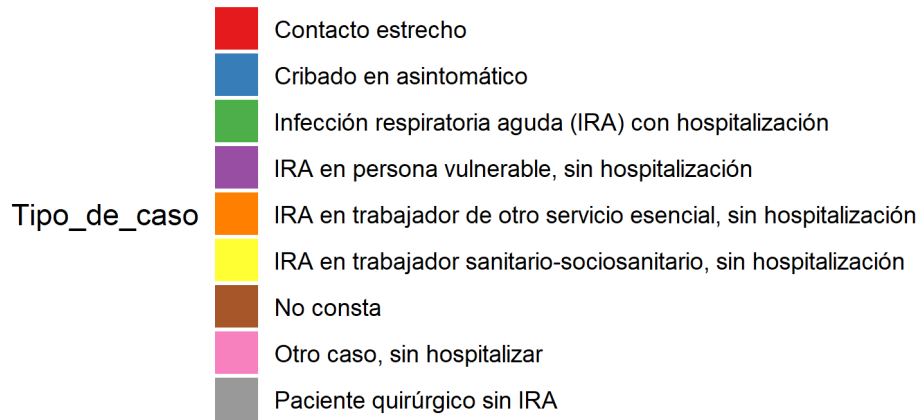 Tipo_de_caso
Contacto estrecho
Cribado en asintomático
Infección respiratoria aguda (IRA) con hospitalización
IRA en persona vulnerable, sin hospitalización
IRA en trabajador de otro servicio esencial, sin hospitalización
IRA en trabajador sanitario-sociosanitario, sin hospitalización
No consta
Otro caso, sin hospitalizar
Paciente quirúrgico sin IRA